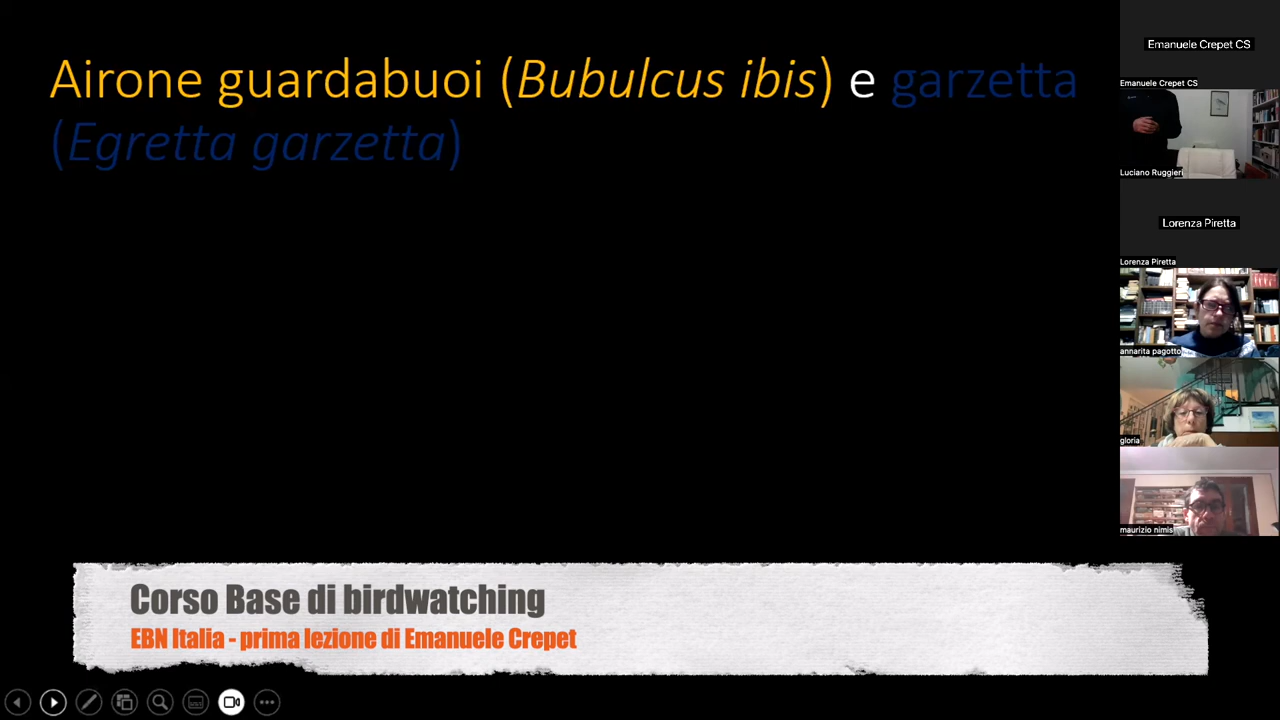 Airone guardabuoi (Bubulcus ibis) e garzetta
(Egretta garzetta)
Corso Base di birdwatching
EBN Italia - prima lezione di Emanuele Crepet
Emanuele Crepet CS
Emanuele Crepet CS
Luciano Ruggieri
Lorenza Piretta
Lorenza Piretta
annarita pagotto
gloria
maurizio nimis